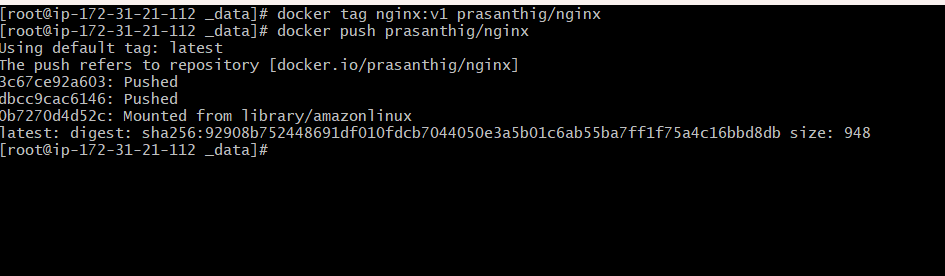 [root@ip-172-31-21-112 _data]# docker tag nginx:v1 prasanthig/nginx
[root@ip-172-31-21-112 _data]# docker push prasanthig/nginx
Using default tag: latest
The push refers to repository [docker.io/prasanthig/nginx]
3c67ce92a603: Pushed
dbcc9cac6146: Pushed
0b7270d4d52c: Mounted from library/amazonlinux
latest: digest: sha256:92908b752448691df010fdcb7044050e3a5b01c6ab55ba7ff1f75a4c16bbd8db size: 948
[root@ip-172-31-21-112 _data]#